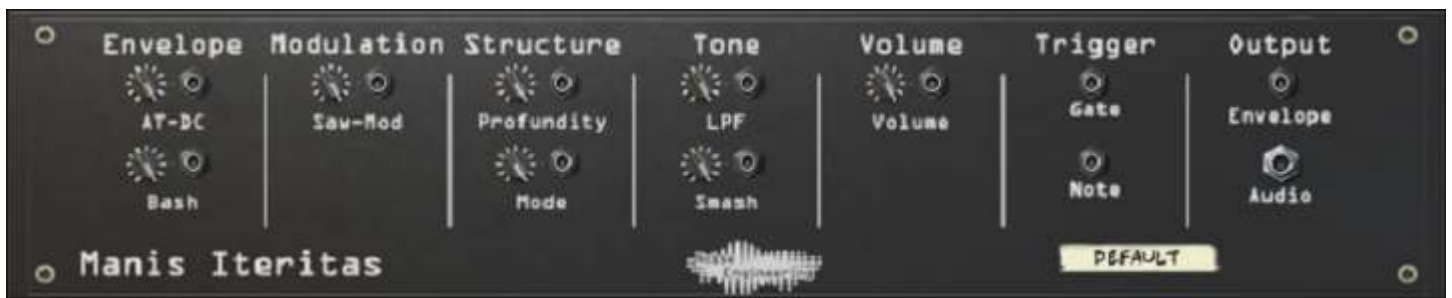 Envelope Modulation Structure Tone Volume Trigger Output
AT-DC Saw-Mod Profundity LPF Volume Gate Envelope
Bash Mode Smash Note Audio
Manis Iteritas DEFAULT